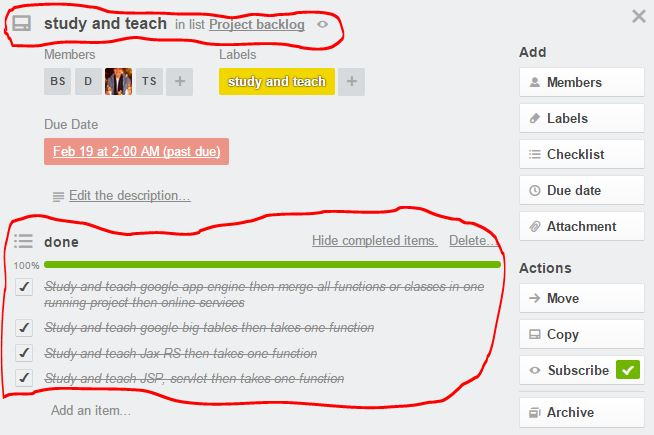 study and teach in list Project backlog
Members
Labels
BS D TS +
study and teach +
Due Date
Feb 19 at 2:00 AM (past due)
Edit the description...
done
Hide completed items. Delete...
100%
Study and teach google app engine then merge all functions or classes in one
running project then online services
Study and teach google big tables then takes one function
Study and teach Jax RS then takes one function
Study and teach JSP, servlet then takes one function
Add an item...
Add
Members
Labels
Checklist
Due date
Attachment
Actions
Move
Copy
Subscribe
Archive